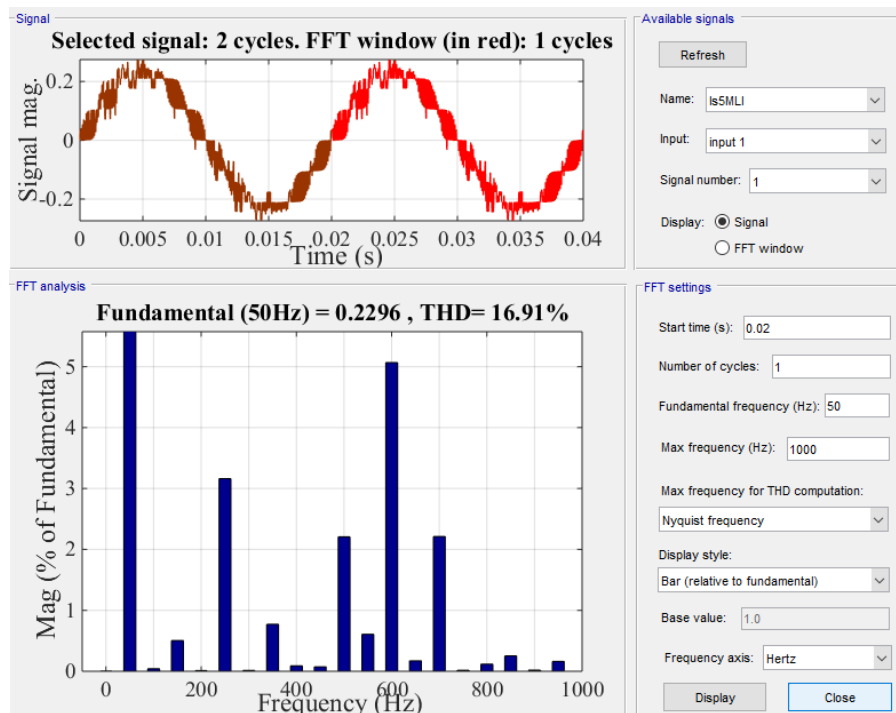 Signal
Selected signal: 2 cycles. FFT window (in red): 1 cycles
Signal mag.
0.2
0
-0.2
0
0.005
0.01
0.015
0.02
0.025
0.03
0.035
0.04
Time (s)
FFT analysis
Fundamental (50Hz) = 0.2296 , THD= 16.91%
Mag (% of Fundamental)
5
4
3
2
1
0
0
200
400
600
800
1000
Frequency (Hz)
Available signals
Refresh
Name: Is5MLI
Input: input 1
Signal number: 1
Display: Signal
FFT window
FFT settings
Start time (s): 0.02
Number of cycles: 1
Fundamental frequency (Hz): 50
Max frequency (Hz): 1000
Max frequency for THD computation:
Nyquist frequency
Display style:
Bar (relative to fundamental)
Base value: 1.0
Frequency axis: Hertz
Display
Close